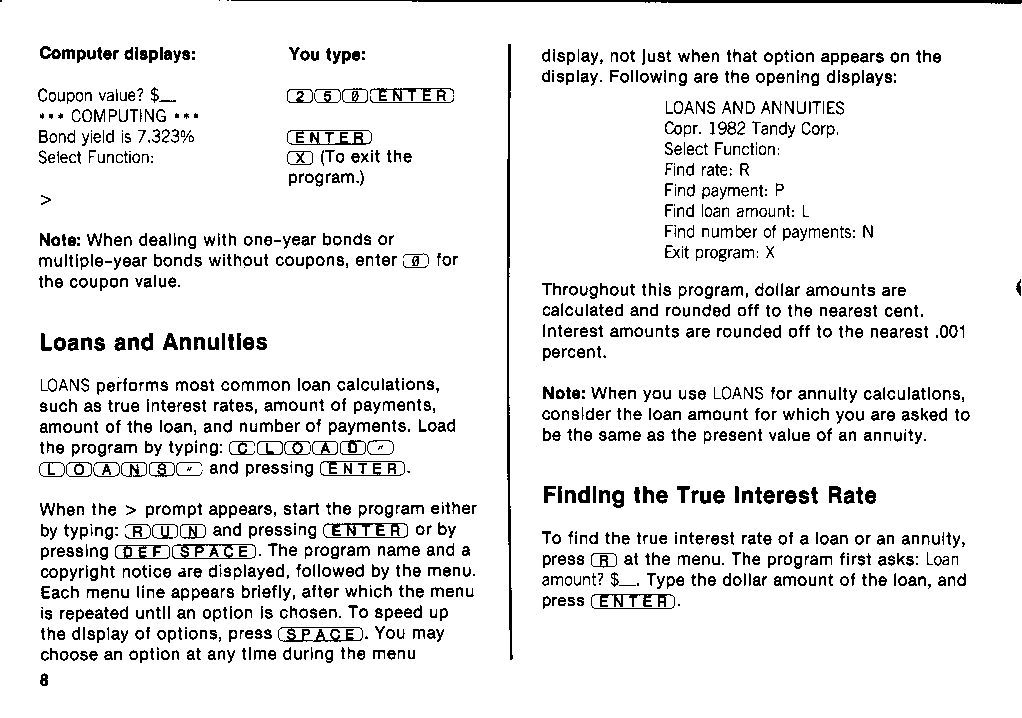 Computer displays: You type:
Coupon value? $_ 2 5 0 ENTER
*** COMPUTING ***
Bond yield is 7.323% ENTER
Select Function: X (To exit the
program.)
>
Note: When dealing with one-year bonds or
multiple-year bonds without coupons, enter 0 for
the coupon value.
Loans and Annuities
LOANS performs most common loan calculations,
such as true interest rates, amount of payments,
amount of the loan, and number of payments. Load
the program by typing: C L O A D "
L O A N S " and pressing ENTER.
When the > prompt appears, start the program either
by typing: R U N and pressing ENTER or by
pressing DEF SPACE. The program name and a
copyright notice are displayed, followed by the menu.
Each menu line appears briefly, after which the menu
is repeated until an option is chosen. To speed up
the display of options, press SPACE. You may
choose an option at any time during the menu
8
display, not just when that option appears on the
display. Following are the opening displays:
LOANS AND ANNUITIES
Copr. 1982 Tandy Corp.
Select Function:
Find rate: R
Find payment: P
Find loan amount: L
Find number of payments: N
Exit program: X
Throughout this program, dollar amounts are
calculated and rounded off to the nearest cent.
Interest amounts are rounded off to the nearest .001
percent.
Note: When you use LOANS for annuity calculations,
consider the loan amount for which you are asked to
be the same as the present value of an annuity.
Finding the True Interest Rate
To find the true interest rate of a loan or an annuity,
press R at the menu. The program first asks: Loan
amount? $_. Type the dollar amount of the loan, and
press ENTER.